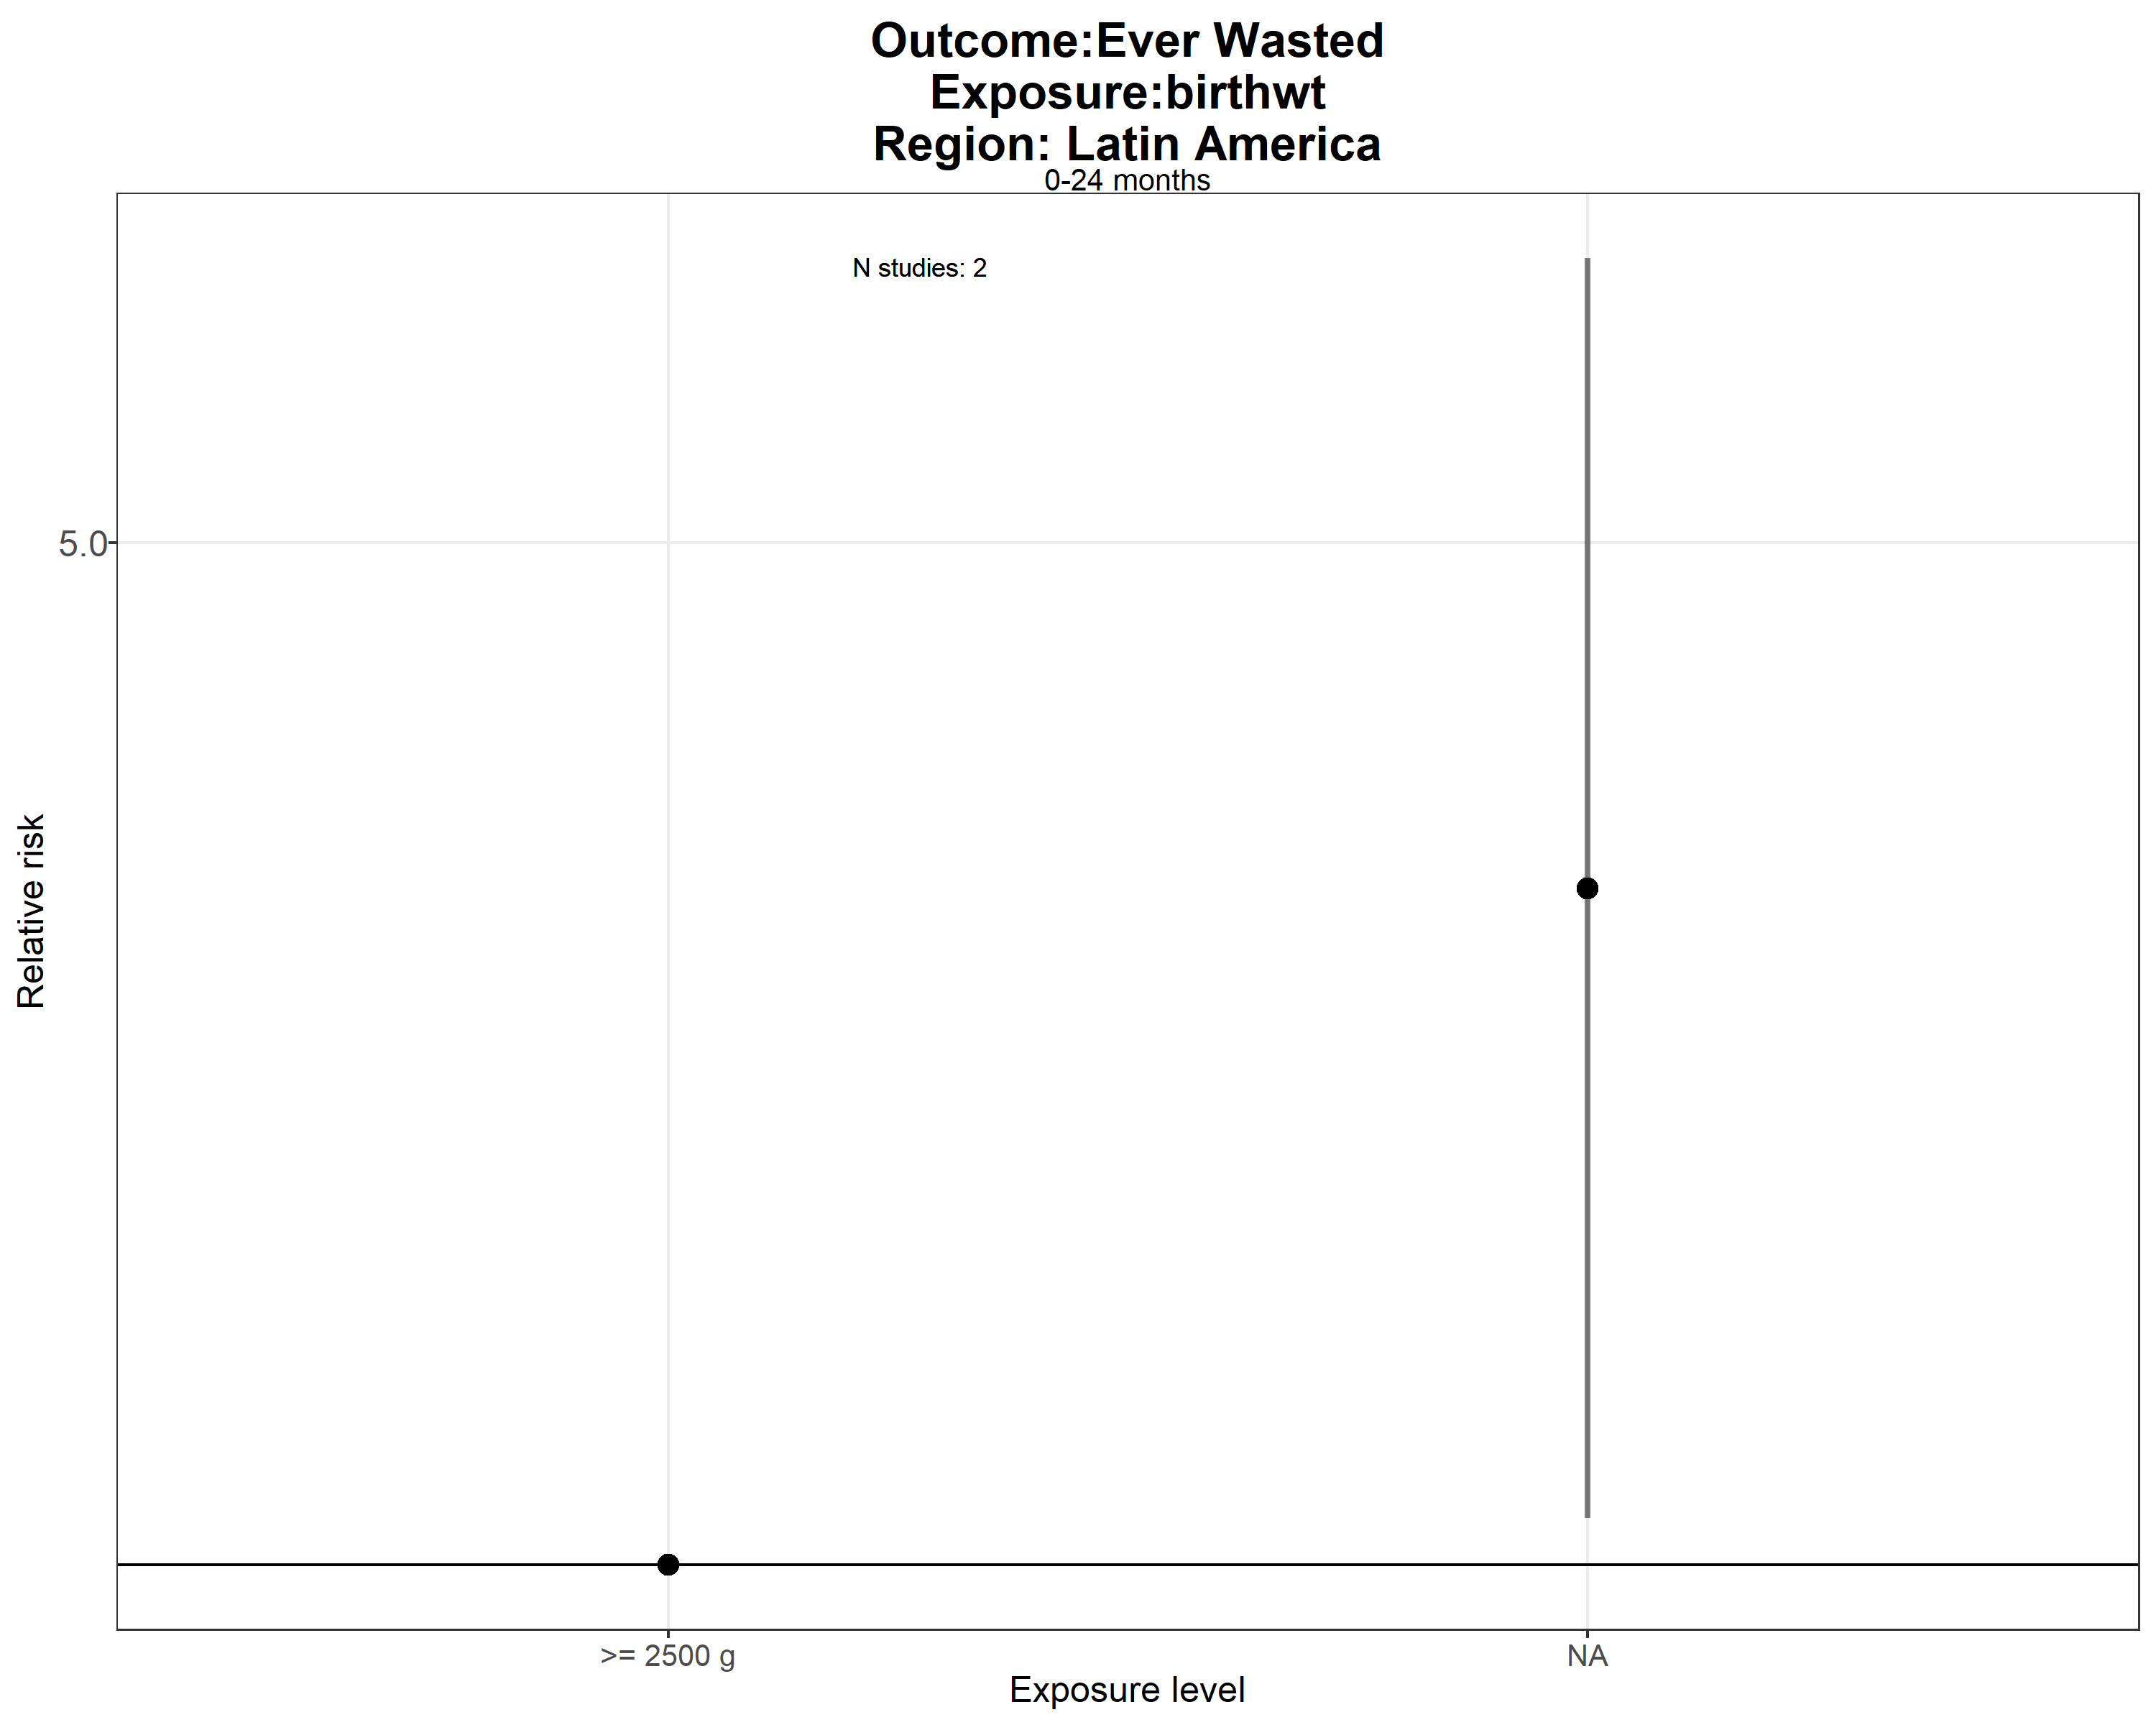 Outcome:Ever Wasted
Exposure:birthwt
Region: Latin America
0-24 months
N studies: 2
5.0
Relative risk
>= 2500 g
NA
Exposure level